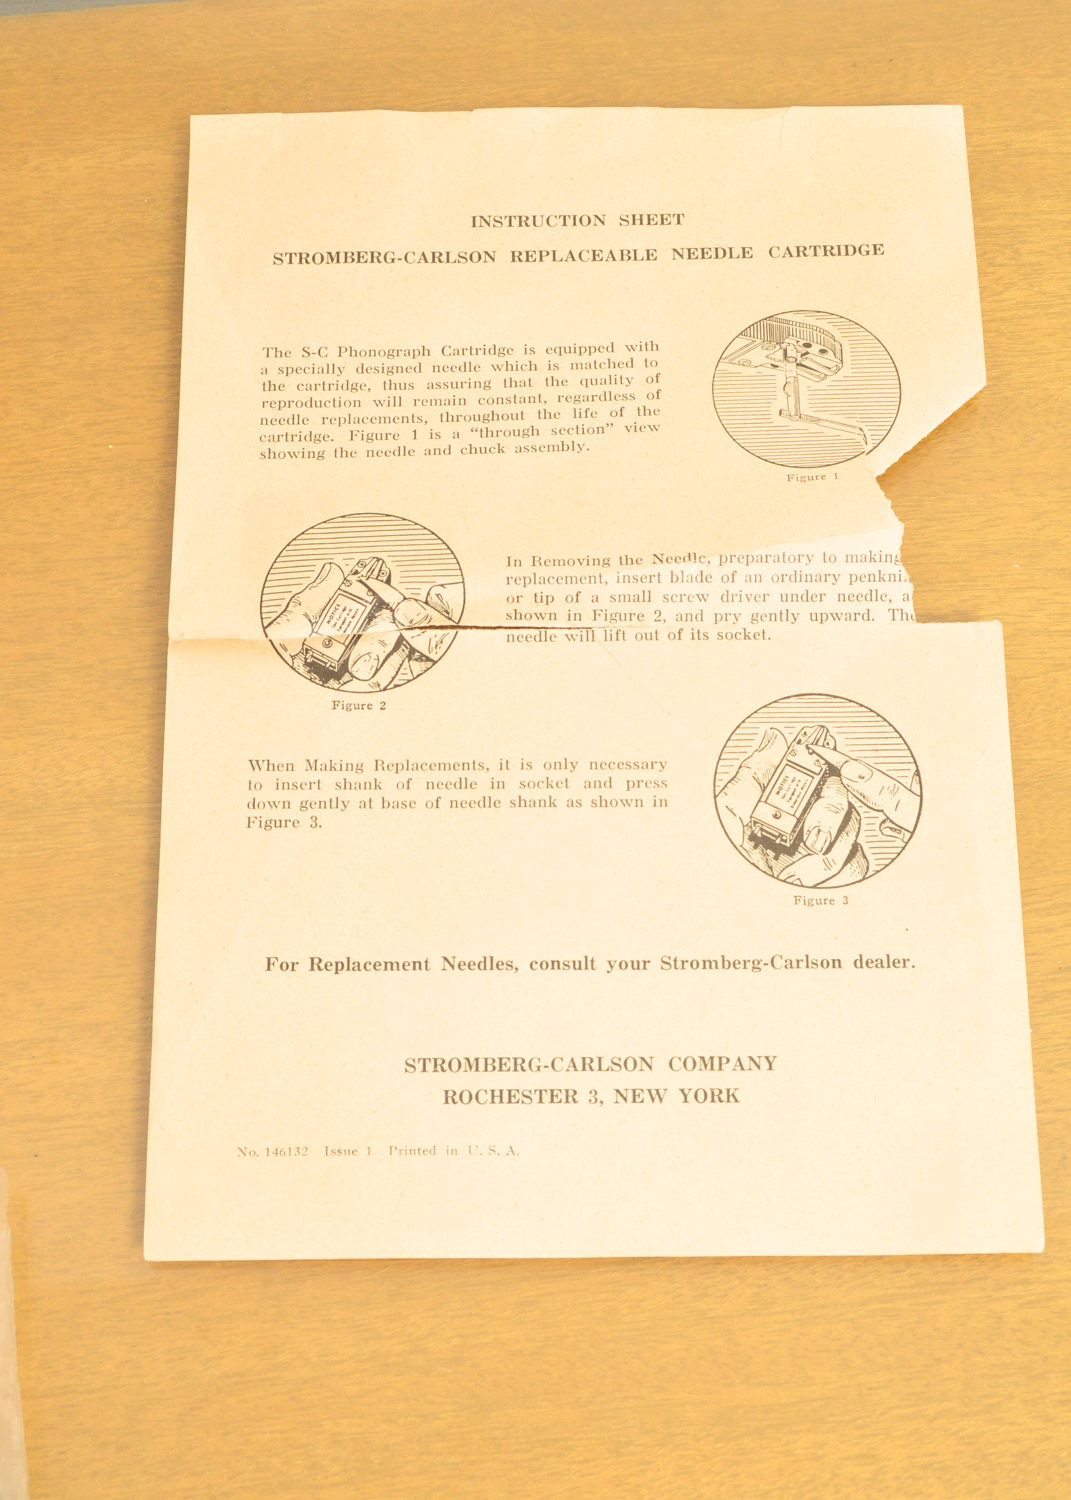 INSTRUCTION SHEET
STROMBERG-CARLSON REPLACEABLE NEEDLE CARTRIDGE
The S-C Phonograph Cartridge is equipped with
a specially designed needle which is matched to
the cartridge, thus assuring that the quality of
reproduction will remain constant, regardless of
needle replacements, throughout the life of the
cartridge. Figure 1 is a "through section" view
showing the needle and chuck assembly.
Figure 1
In Removing the Needle, preparatory to making
replacement, insert blade of an ordinary penkni
or tip of a small screw driver under needle, a
shown in Figure 2, and pry gently upward. The
needle will lift out of its socket.
NOTICE
Figure 2
When Making Replacements, it is only necessary
to insert shank of needle in socket and press
down gently at base of needle shank as shown in
Figure 3.
NOTICE
Figure 3
For Replacement Needles, consult your Stromberg-Carlson dealer.
STROMBERG-CARLSON COMPANY
ROCHESTER 3, NEW YORK
No. 146132 Issue 1 Printed in U. S. A.